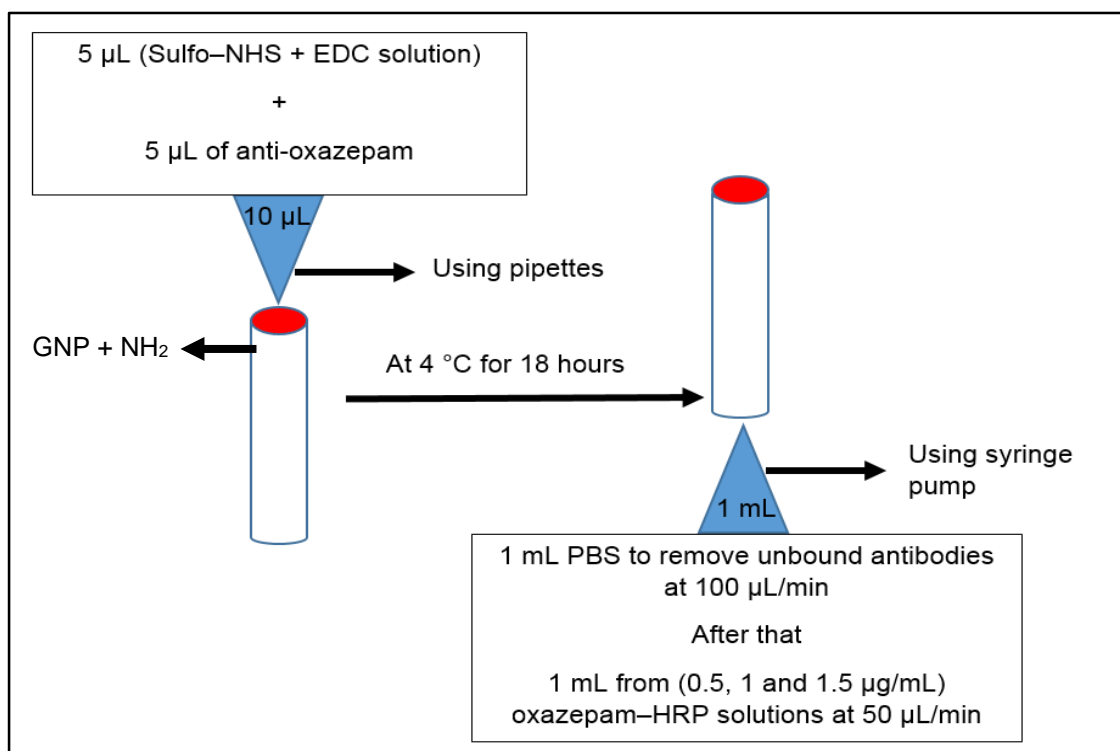 5 µL (Sulfo–NHS + EDC solution)
+
5 µL of anti-oxazepam
10 µL
Using pipettes
GNP + NH₂
At 4 °C for 18 hours
Using syringe
pump
1 mL
1 mL PBS to remove unbound antibodies
at 100 µL/min
After that
1 mL from (0.5, 1 and 1.5 µg/mL)
oxazepam–HRP solutions at 50 µL/min